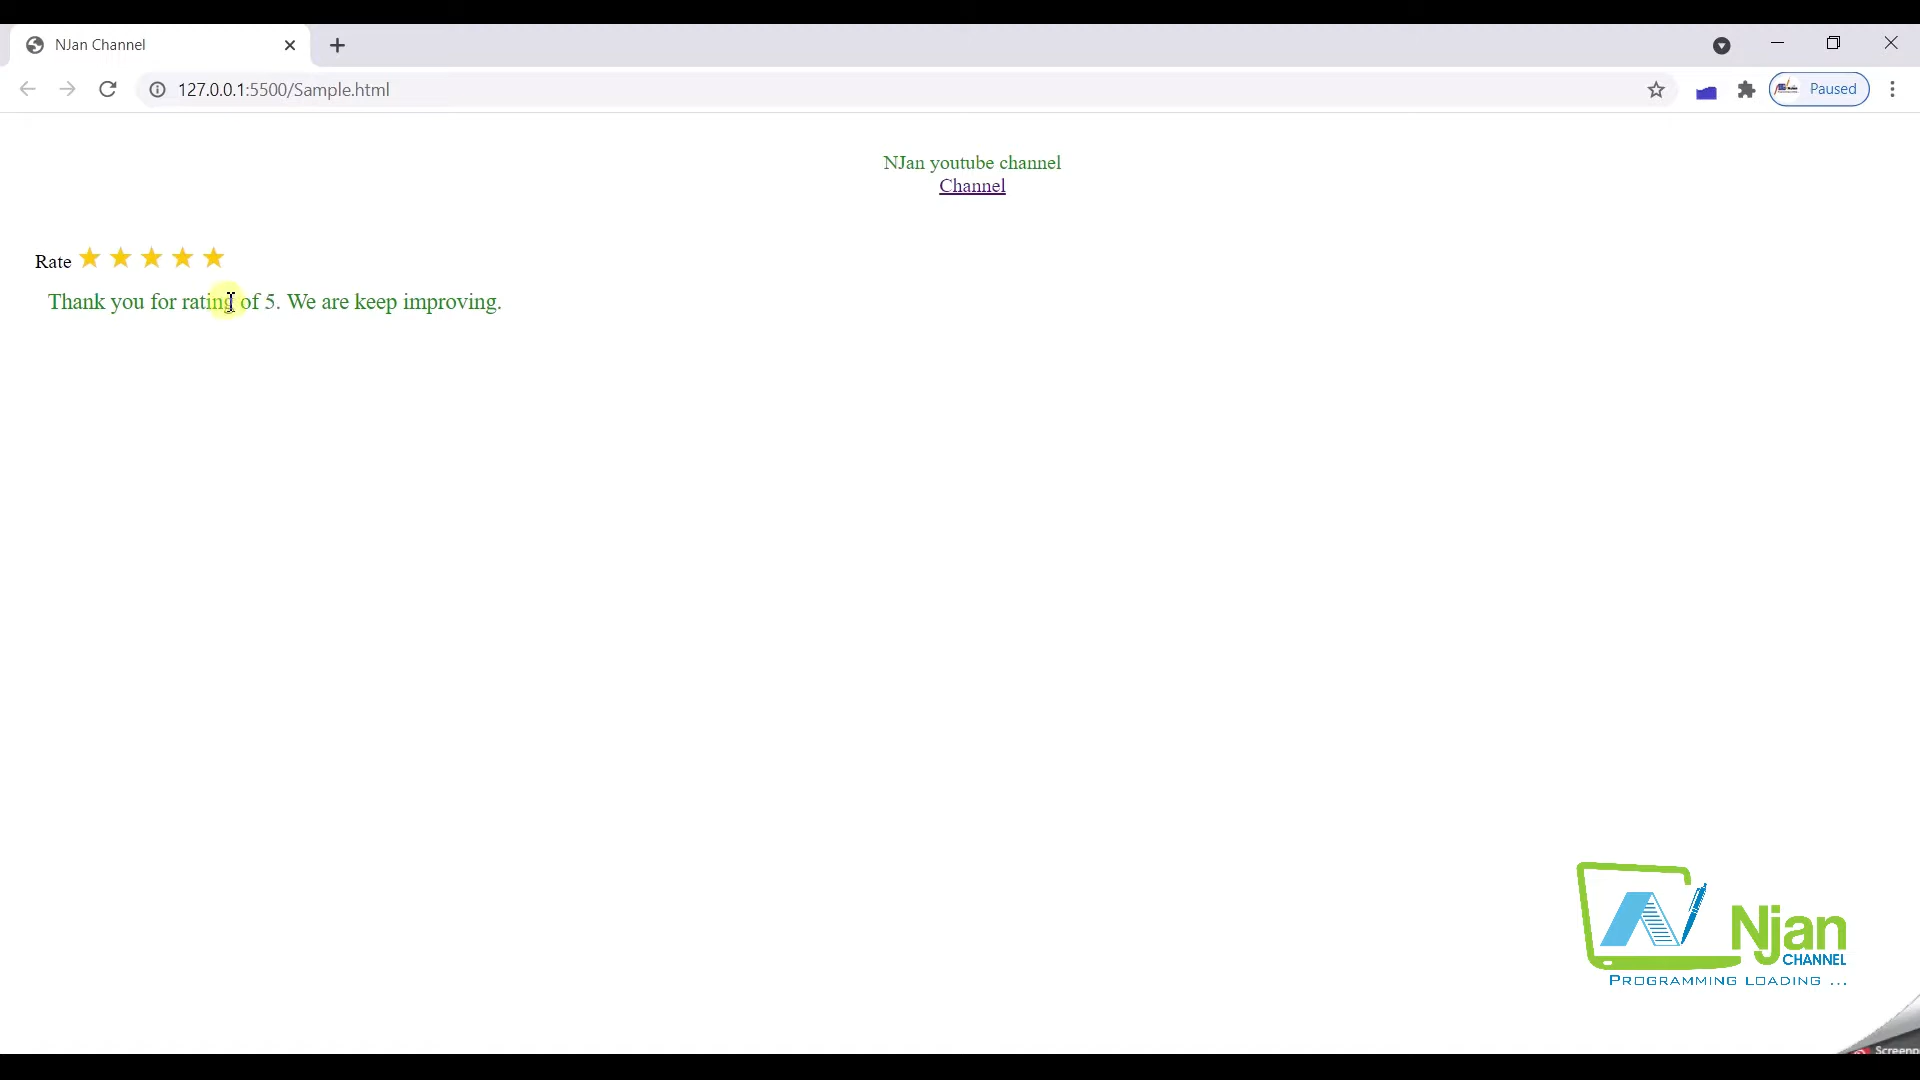 NJan Channel
127.0.0.1:5500/Sample.html
Paused
NJan youtube channel
Channel
Rate
Thank you for rating of 5. We are keep improving.
Njan
CHANNEL
PROGRAMMING LOADING ...